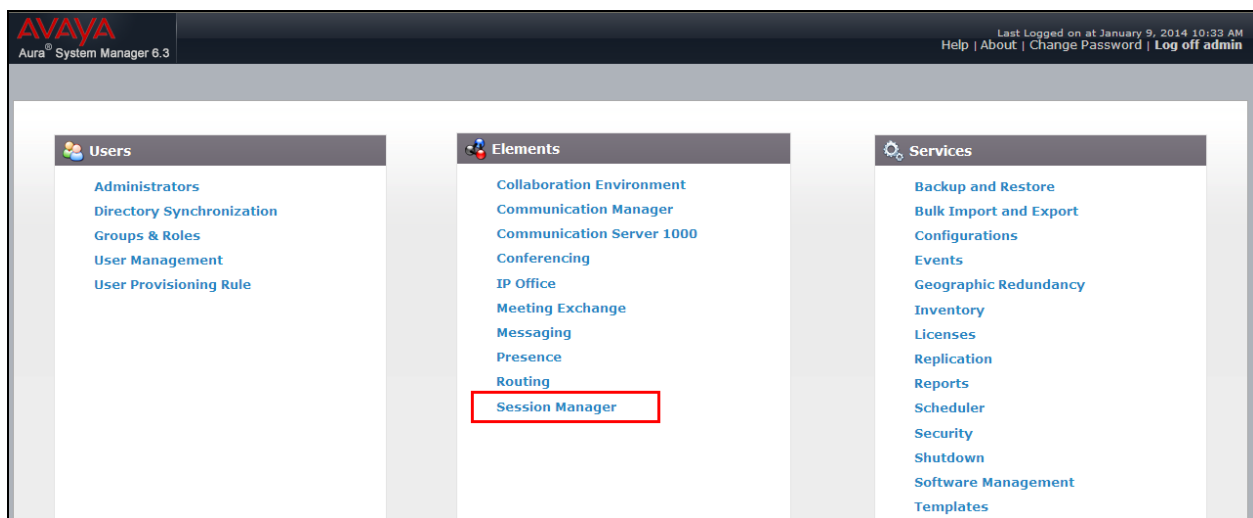 AVAYA
Aura® System Manager 6.3
Last Logged on at January 9, 2014 10:33 AM
Help | About | Change Password | Log off admin
Users
Administrators
Directory Synchronization
Groups & Roles
User Management
User Provisioning Rule
Elements
Collaboration Environment
Communication Manager
Communication Server 1000
Conferencing
IP Office
Meeting Exchange
Messaging
Presence
Routing
Session Manager
Services
Backup and Restore
Bulk Import and Export
Configurations
Events
Geographic Redundancy
Inventory
Licenses
Replication
Reports
Scheduler
Security
Shutdown
Software Management
Templates